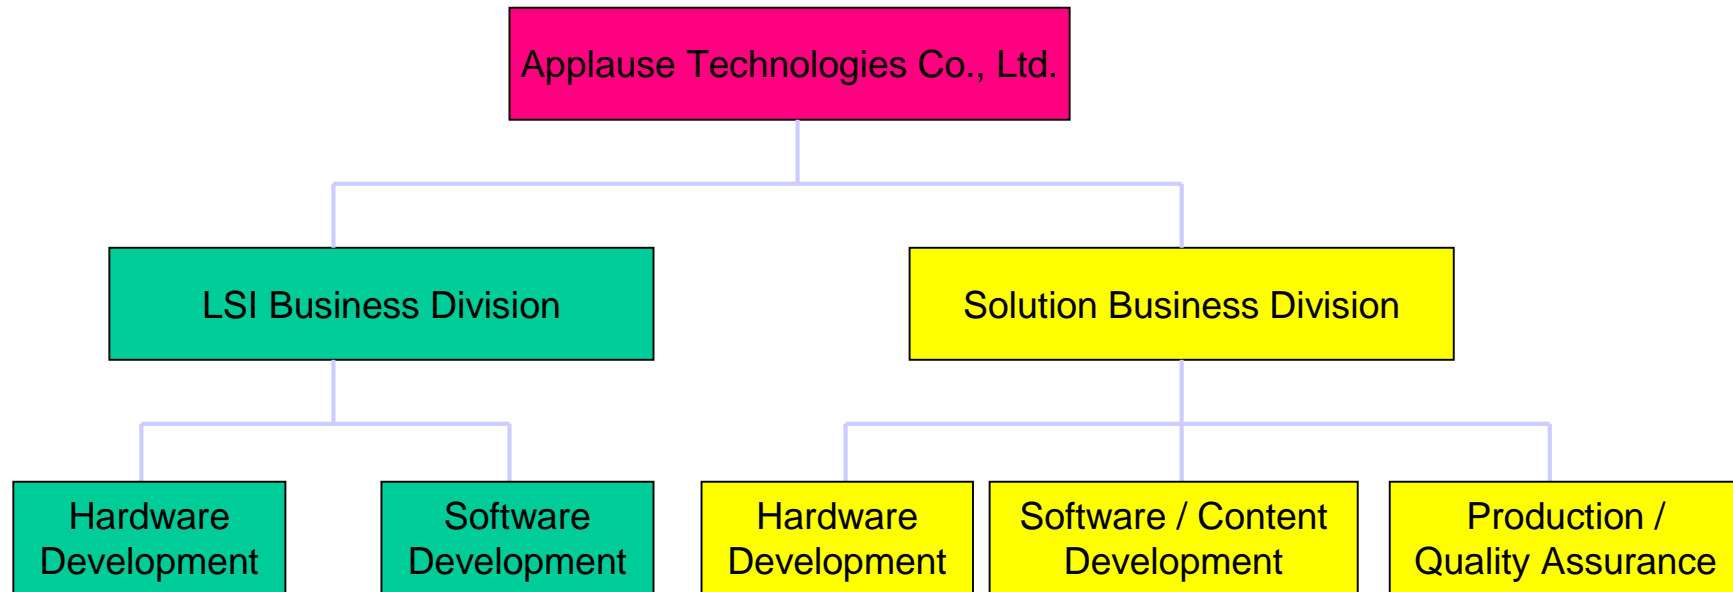 Applause Technologies Co., Ltd.
LSI Business Division
Solution Business Division
Hardware
Development
Software
Development
Hardware
Development
Software / Content
Development
Production /
Quality Assurance